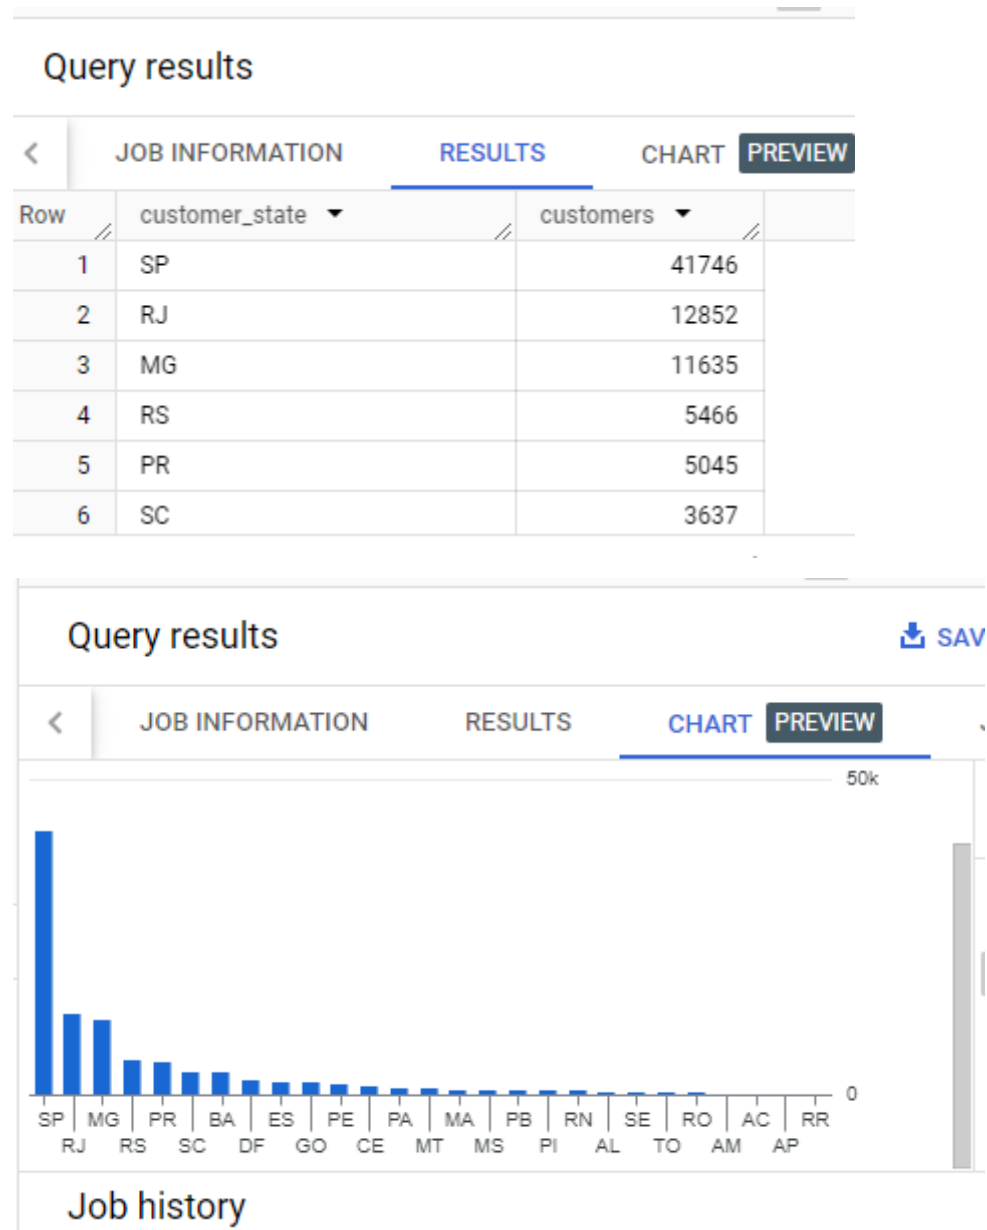 Query results
JOB INFORMATION RESULTS CHART PREVIEW
Row customer_state customers
1 SP 41746
2 RJ 12852
3 MG 11635
4 RS 5466
5 PR 5045
6 SC 3637
Query results SAV
JOB INFORMATION RESULTS CHART PREVIEW
50k
0
SP MG PR BA ES PE PA MA PB RN SE RO AC RR
RJ RS SC DF GO CE MT MS PI AL TO AM AP
Job history